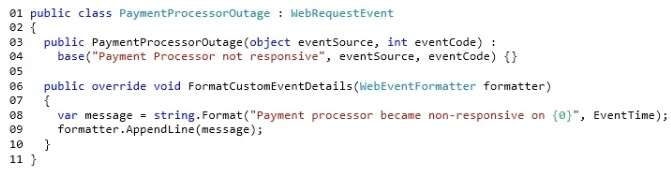 01 public class PaymentProcessorOutage : WebRequestEvent
02 {
03   public PaymentProcessorOutage(object eventSource, int eventCode) :
04     base("Payment Processor not responsive", eventSource, eventCode) {}
05
06   public override void FormatCustomEventDetails(WebEventFormatter formatter)
07   {
08     var message = string.Format("Payment processor became non-responsive on {0}", EventTime);
09     formatter.AppendLine(message);
10   }
11 }